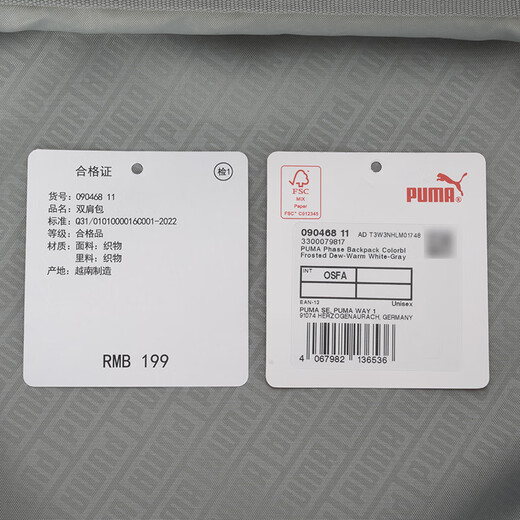 合格证
检1
货号: 090468 11
品名: 双肩包
标准: Q31/0101000016C001-2022
等级: 合格品
材质: 面料: 织物
里料: 织物
产地: 越南制造
RMB 199
FSC
MIX
Paper
FSC® C012345
PUMA
090468 11 AD T3W3NHLM01748
3300079817
PUMA Phase Backpack Colorbl
Frosted Dew-Warm White-Gray
INT
OSFA
EAN-13
Unisex
PUMA SE, PUMA WAY 1
91074 HERZOGENAURACH, GERMANY
4 067982 136536